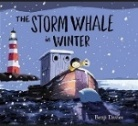 THE
STORM WHALE
in
WINTER
Benji Davies